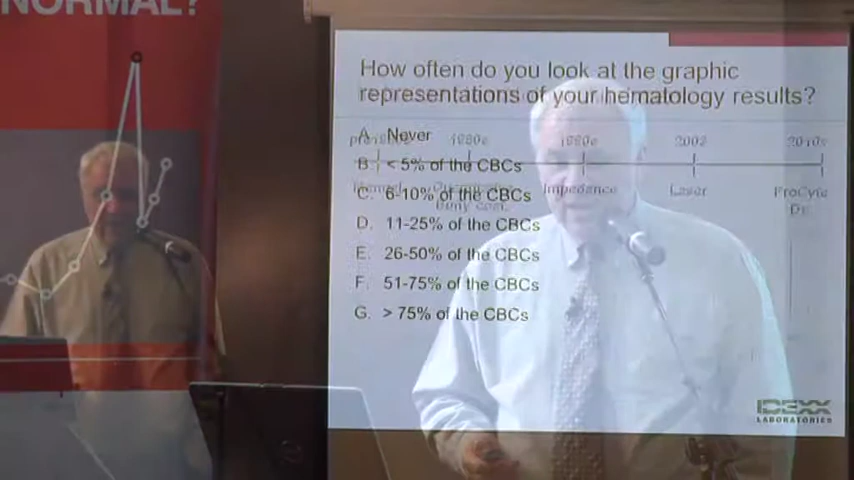 NORMAL?
How often do you look at the graphic
representations of your hematology results?
A. Never
B. < 5% of the CBCs
C. 6-10% of the CBCs
D. 11-25% of the CBCs
E. 26-50% of the CBCs
F. 51-75% of the CBCs
G. > 75% of the CBCs
1980s 1990s 2002 2010s
Impedance Laser ProCyte
Dx
IDEXX
LABORATORIES